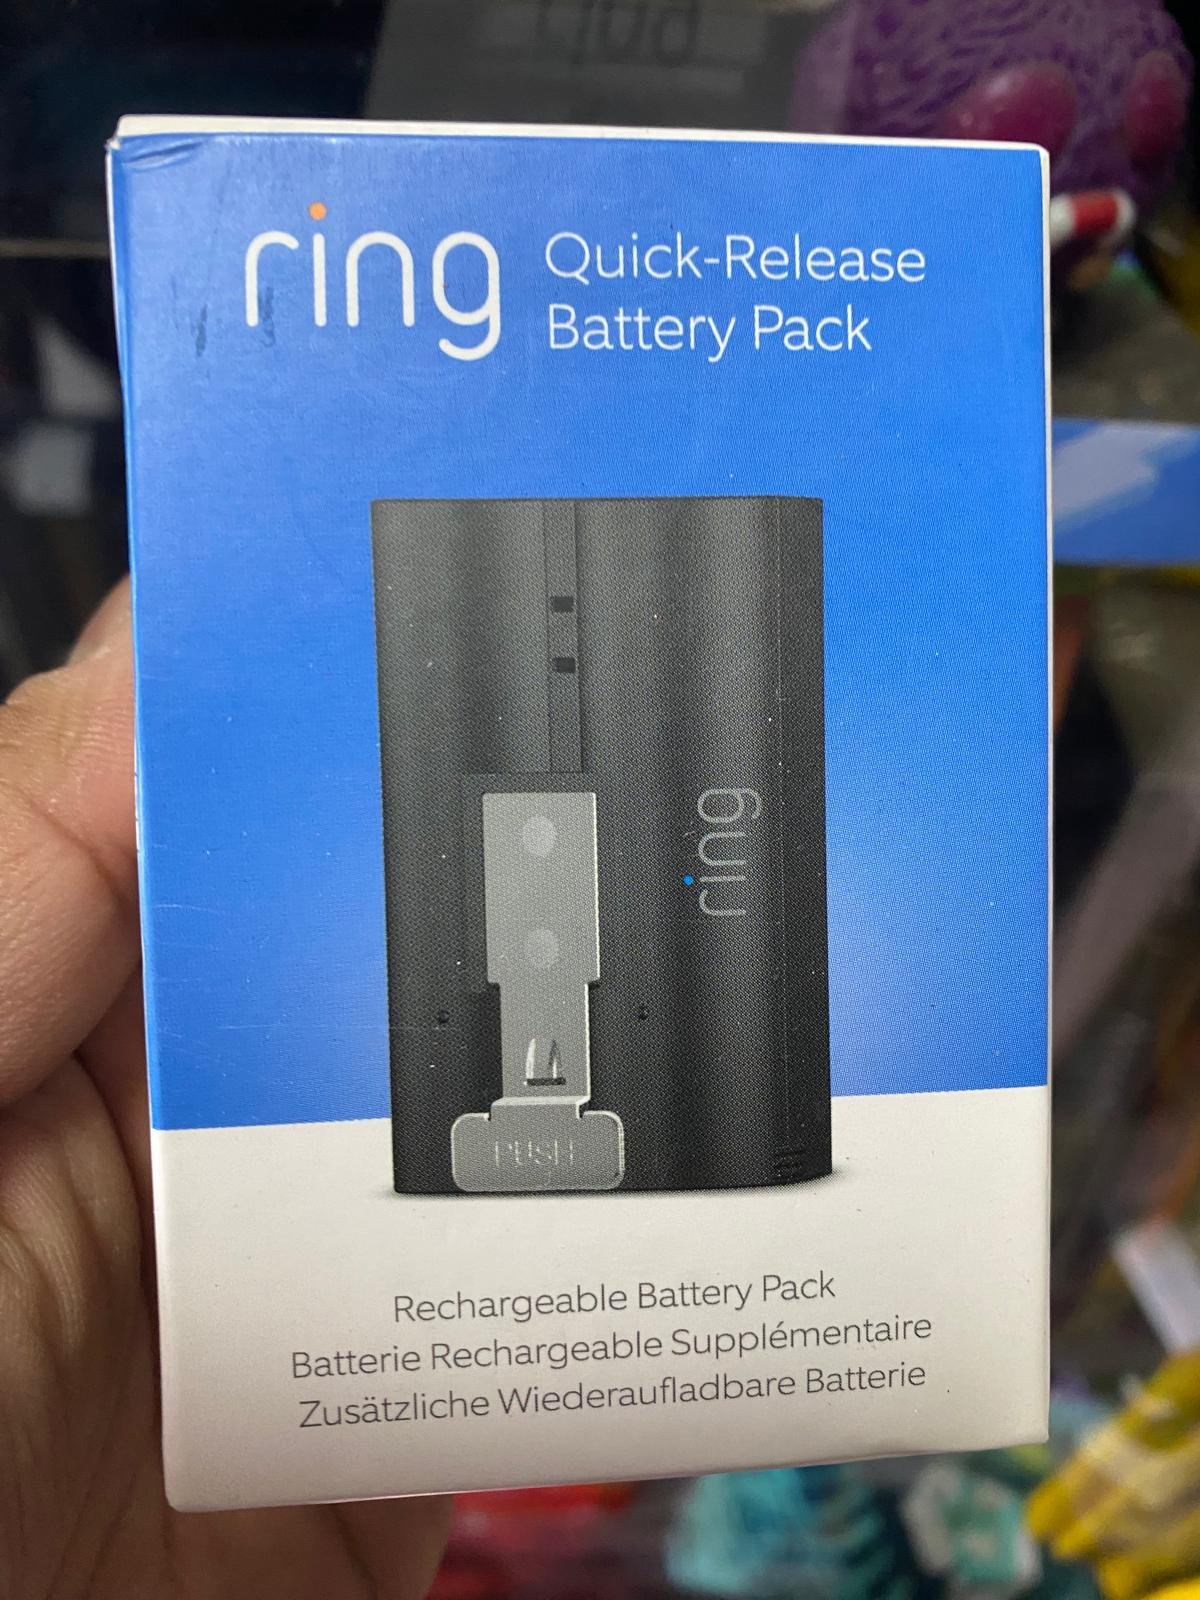 ring
Quick-Release
Battery Pack
ring
PUSH
Rechargeable Battery Pack
Batterie Rechargeable Supplémentaire
Zusätzliche Wiederaufladbare Batterie